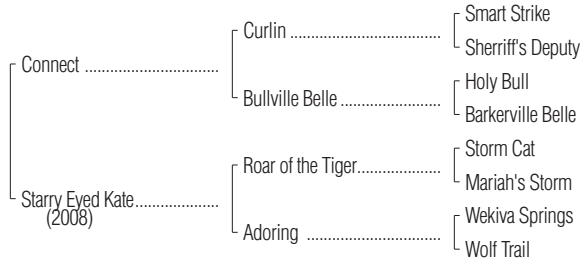 Smart Strike
Curlin ................................
Sherriff's Deputy
Connect ............................
Holy Bull
Bullville Belle .....................
Barkerville Belle
Storm Cat
Roar of the Tiger.................
Mariah's Storm
Starry Eyed Kate.................
(2008)
Wekiva Springs
Adoring ............................
Wolf Trail